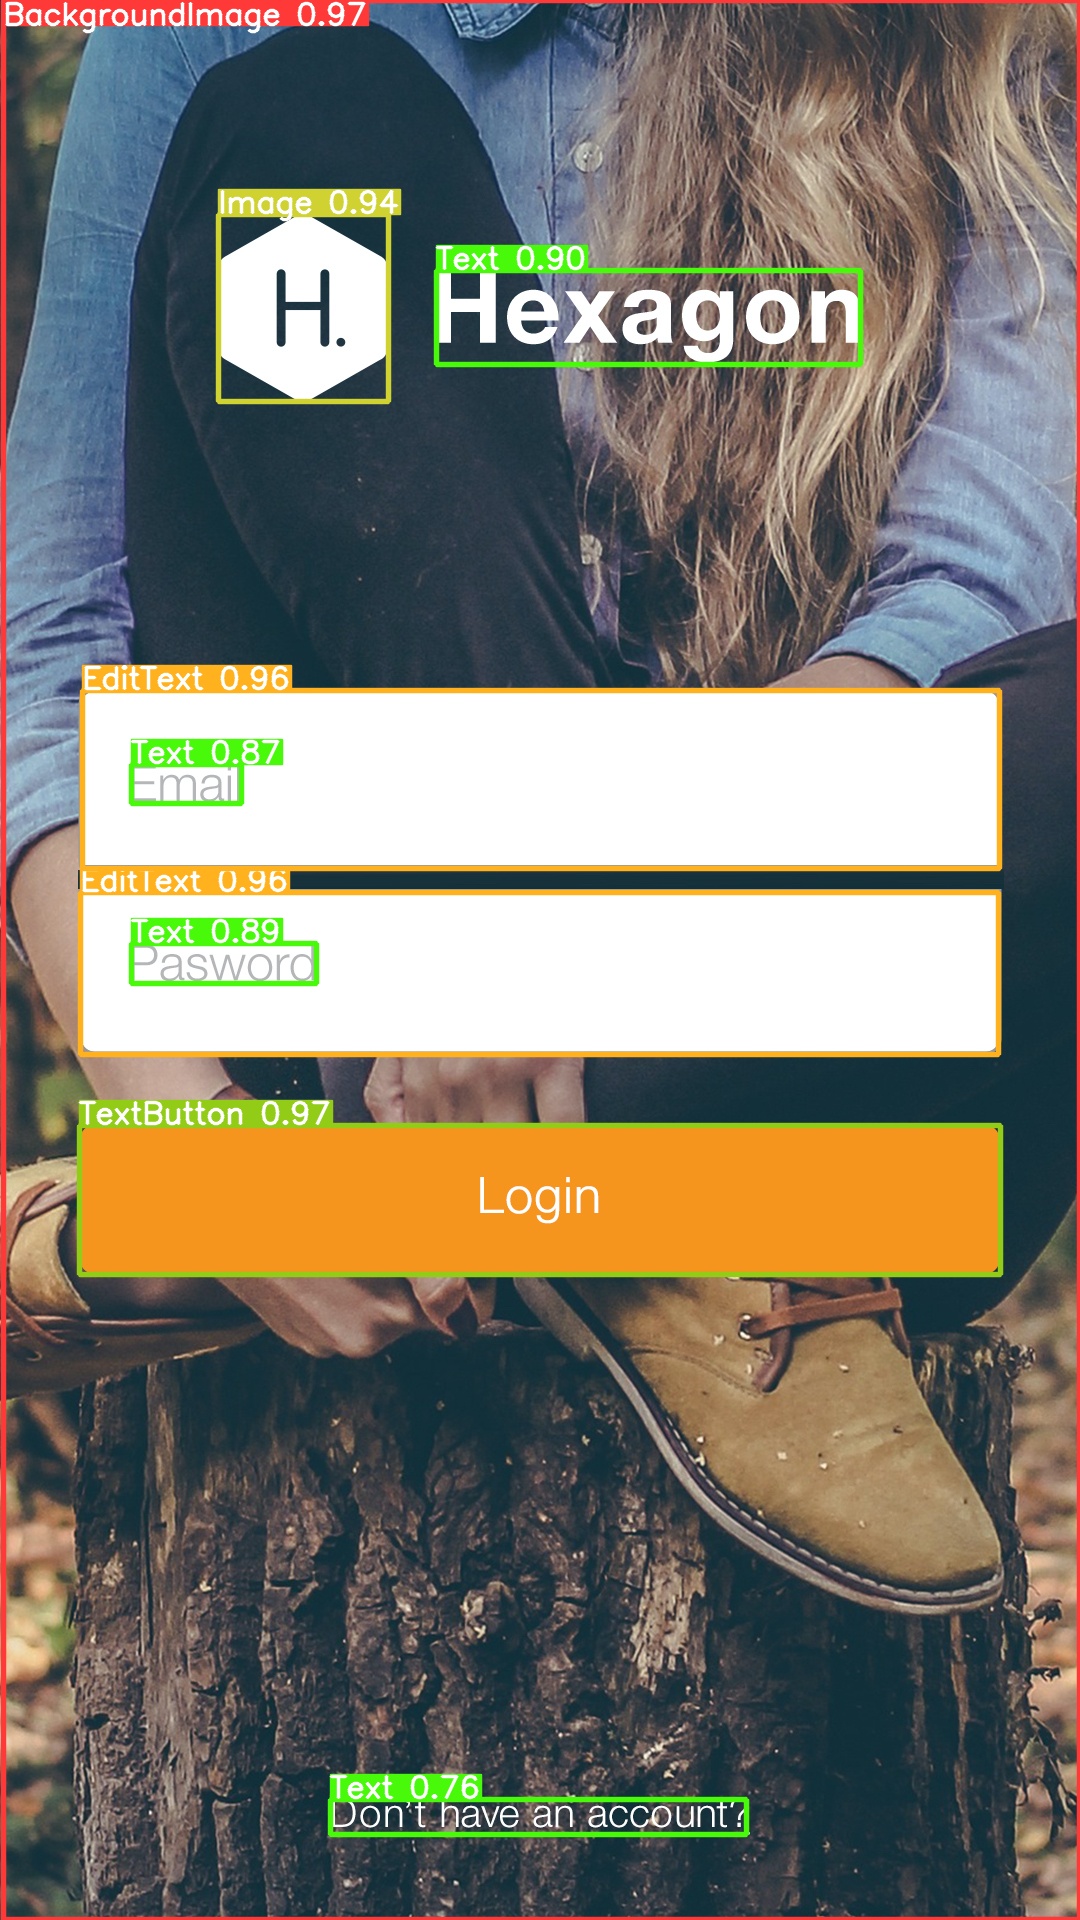 BackgroundImage 0.97
Image 0.94
H.
Text 0.90
Hexagon
EditText 0.96
Text 0.87
Email
EditText 0.96
Text 0.89
Pasword
TextButton 0.97
Login
Text 0.76
Don't have an account?